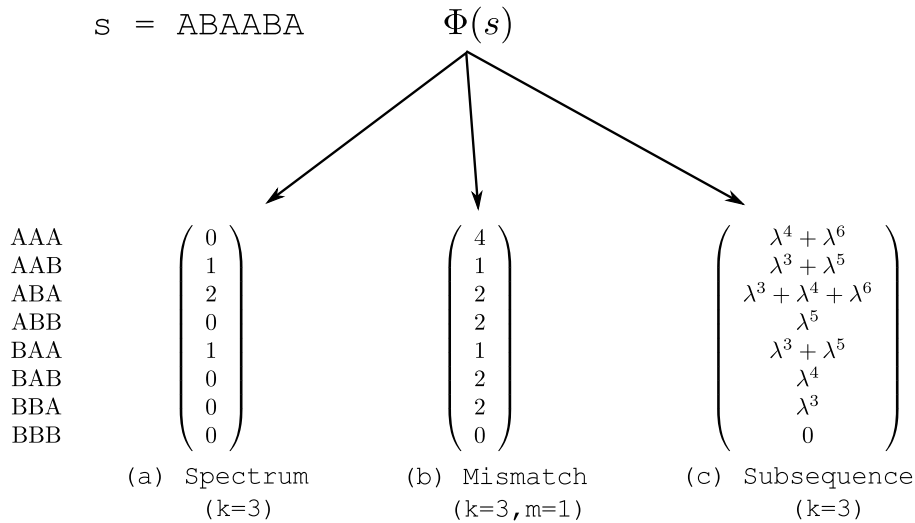 s = ABAABA Φ(s)
AAA 0 4 λ⁴ + λ⁶
AAB 1 1 λ³ + λ⁵
ABA 2 2 λ³ + λ⁴ + λ⁶
ABB 0 2 λ⁵
BAA 1 1 λ³ + λ⁵
BAB 0 2 λ⁴
BBA 0 2 λ³
BBB 0 0 0
(a) Spectrum (b) Mismatch (c) Subsequence
(k=3) (k=3,m=1) (k=3)